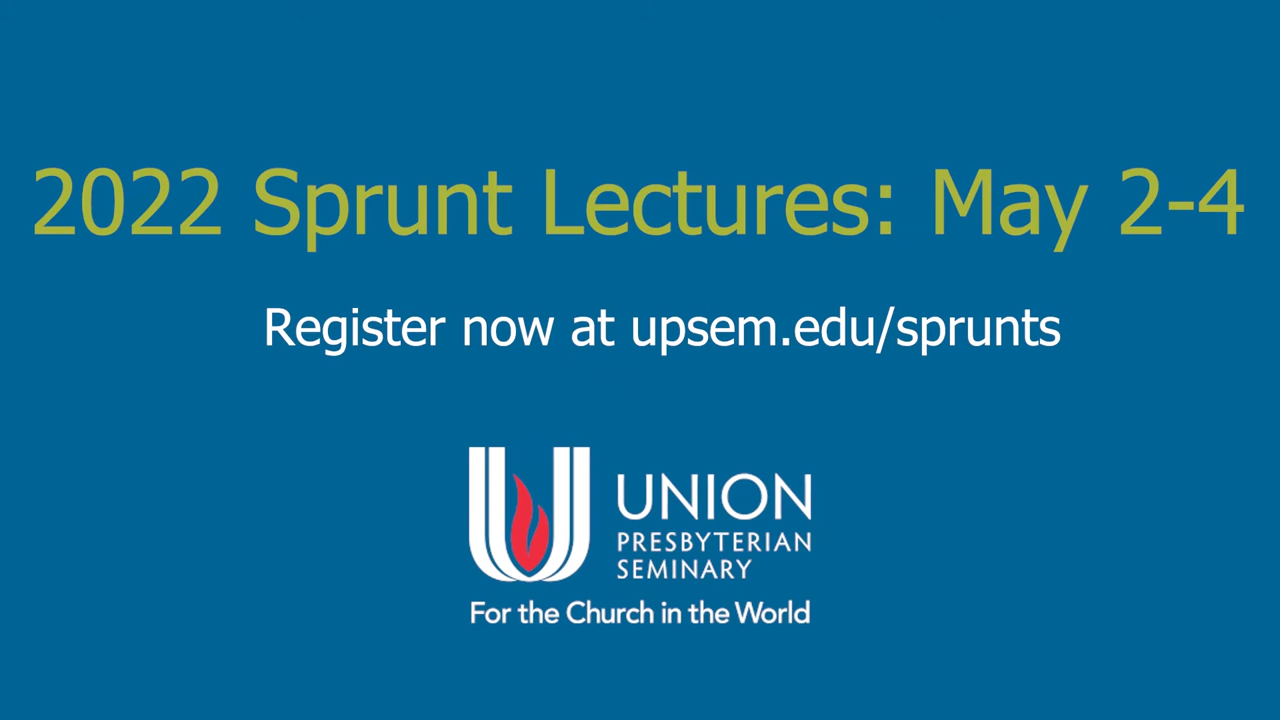 2022 Sprunt Lectures: May 2-4
Register now at upsem.edu/sprunts
UNION
PRESBYTERIAN
SEMINARY
For the Church in the World